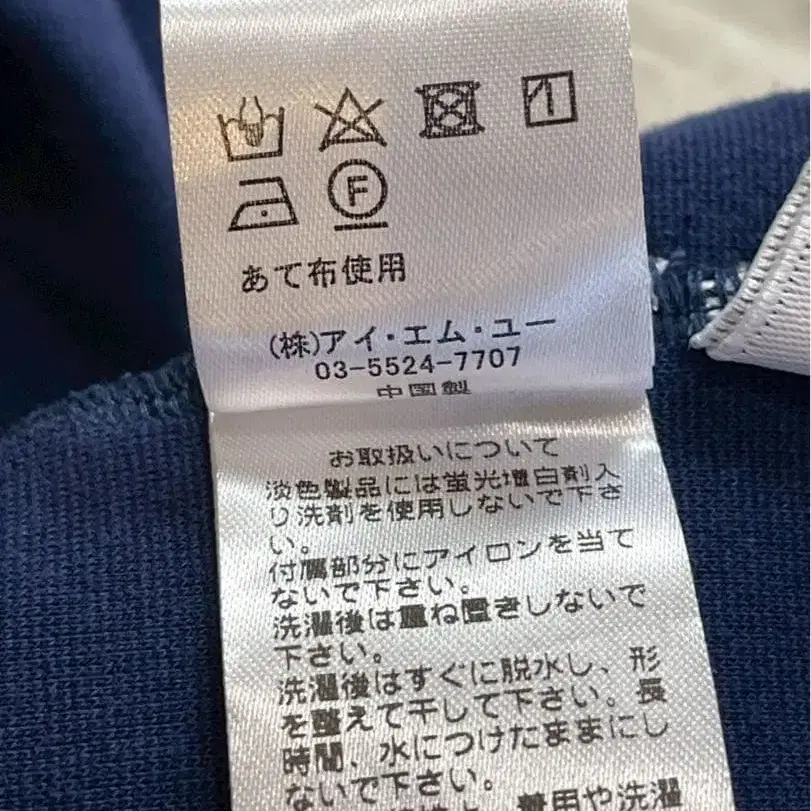 F
あて布使用
(株)アイ・エム・ユー
03-5524-7707
中国製
お取扱いについて
淡色製品には蛍光増白剤入
り洗剤を使用しないで下さ
い。
付属部分にアイロンを当て
ないで下さい。
洗濯後は重ね置きしないで
下さい。
洗濯後はすぐに脱水し、形
を整えて干して下さい。長
時間、水につけたままにし
ないで下さい。
着用や洗濯